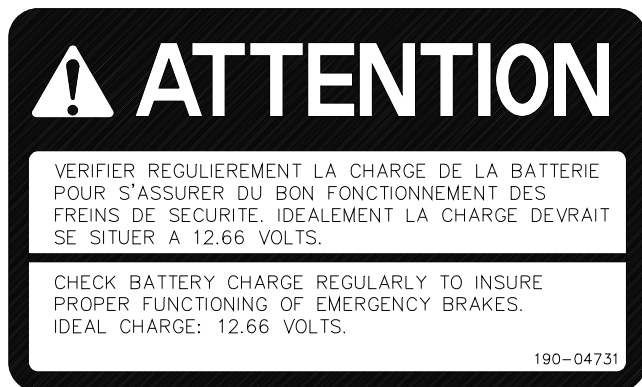 ATTENTION
VERIFIER REGULIEREMENT LA CHARGE DE LA BATTERIE
POUR S'ASSURER DU BON FONCTIONNEMENT DES
FREINS DE SECURITE. IDEALEMENT LA CHARGE DEVRAIT
SE SITUER A 12.66 VOLTS.
CHECK BATTERY CHARGE REGULARLY TO INSURE
PROPER FUNCTIONING OF EMERGENCY BRAKES.
IDEAL CHARGE: 12.66 VOLTS.
190-04731